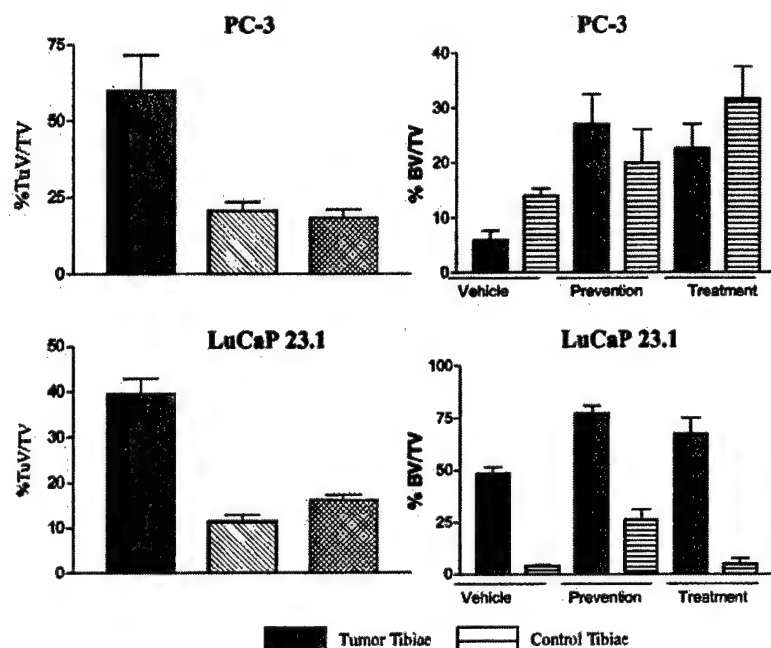 PC-3
%TuV/TV
75
50
25
0
PC-3
% BV/TV
40
30
20
10
0
Vehicle
Prevention
Treatment
LuCaP 23.1
%TuV/TV
50
40
30
20
10
0
LuCaP 23.1
% BV/TV
100
75
50
25
0
Vehicle
Prevention
Treatment
Tumor Tibiae
Control Tibiae